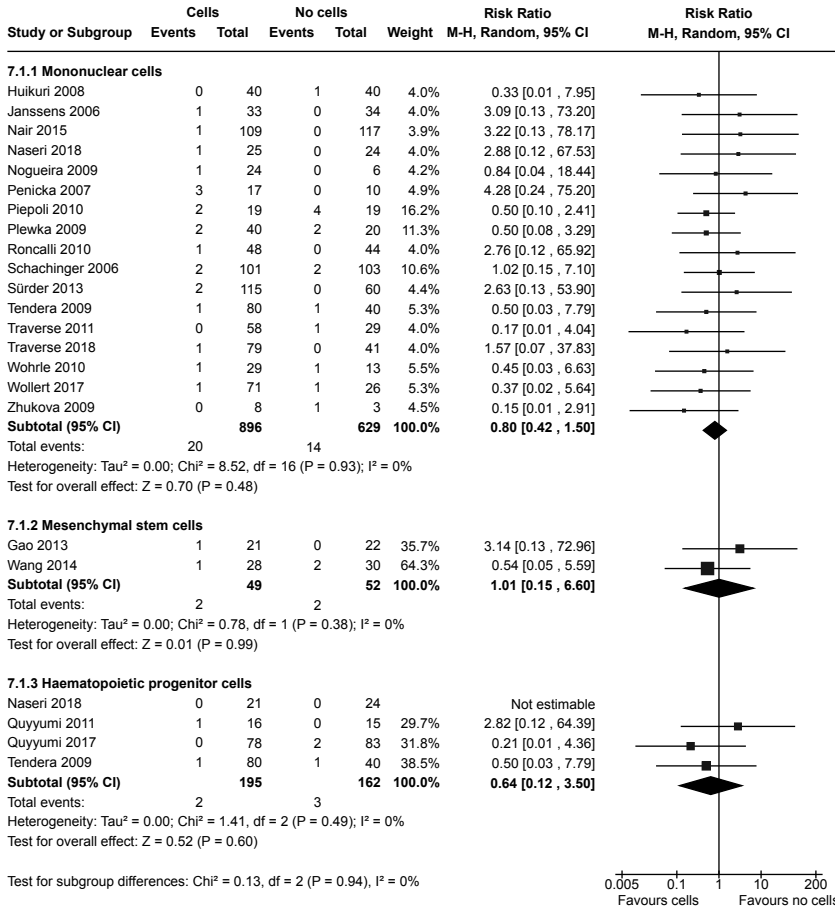 Cells No cells Risk Ratio Risk Ratio
Study or Subgroup Events Total Events Total Weight M-H, Random, 95% CI M-H, Random, 95% CI
7.1.1 Mononuclear cells
Huikuri 2008 0 40 1 40 4.0% 0.33 [0.01 , 7.95]
Janssens 2006 1 33 0 34 4.0% 3.09 [0.13 , 73.20]
Nair 2015 1 109 0 117 3.9% 3.22 [0.13 , 78.17]
Naseri 2018 1 25 0 24 4.0% 2.88 [0.12 , 67.53]
Nogueira 2009 1 24 0 6 4.2% 0.84 [0.04 , 18.44]
Penicka 2007 3 17 0 10 4.9% 4.28 [0.24 , 75.20]
Piepoli 2010 2 19 4 19 16.2% 0.50 [0.10 , 2.41]
Plewka 2009 2 40 2 20 11.3% 0.50 [0.08 , 3.29]
Roncalli 2010 1 48 0 44 4.0% 2.76 [0.12 , 65.92]
Schachinger 2006 2 101 2 103 10.6% 1.02 [0.15 , 7.10]
Sürder 2013 2 115 0 60 4.4% 2.63 [0.13 , 53.90]
Tendera 2009 1 80 1 40 5.3% 0.50 [0.03 , 7.79]
Traverse 2011 0 58 1 29 4.0% 0.17 [0.01 , 4.04]
Traverse 2018 1 79 0 41 4.0% 1.57 [0.07 , 37.83]
Wohrle 2010 1 29 1 13 5.5% 0.45 [0.03 , 6.63]
Wollert 2017 1 71 1 26 5.3% 0.37 [0.02 , 5.64]
Zhukova 2009 0 8 1 3 4.5% 0.15 [0.01 , 2.91]
Subtotal (95% CI) 896 629 100.0% 0.80 [0.42 , 1.50]
Total events: 20 14
Heterogeneity: Tau² = 0.00; Chi² = 8.52, df = 16 (P = 0.93); I² = 0%
Test for overall effect: Z = 0.70 (P = 0.48)
7.1.2 Mesenchymal stem cells
Gao 2013 1 21 0 22 35.7% 3.14 [0.13 , 72.96]
Wang 2014 1 28 2 30 64.3% 0.54 [0.05 , 5.59]
Subtotal (95% CI) 49 52 100.0% 1.01 [0.15 , 6.60]
Total events: 2 2
Heterogeneity: Tau² = 0.00; Chi² = 0.78, df = 1 (P = 0.38); I² = 0%
Test for overall effect: Z = 0.01 (P = 0.99)
7.1.3 Haematopoietic progenitor cells
Naseri 2018 0 21 0 24 Not estimable
Quyyumi 2011 1 16 0 15 29.7% 2.82 [0.12 , 64.39]
Quyyumi 2017 0 78 2 83 31.8% 0.21 [0.01 , 4.36]
Tendera 2009 1 80 1 40 38.5% 0.50 [0.03 , 7.79]
Subtotal (95% CI) 195 162 100.0% 0.64 [0.12 , 3.50]
Total events: 2 3
Heterogeneity: Tau² = 0.00; Chi² = 1.41, df = 2 (P = 0.49); I² = 0%
Test for overall effect: Z = 0.52 (P = 0.60)
Test for subgroup differences: Chi² = 0.13, df = 2 (P = 0.94), I² = 0%
0.005 0.1 1 10 200
Favours cells Favours no cells